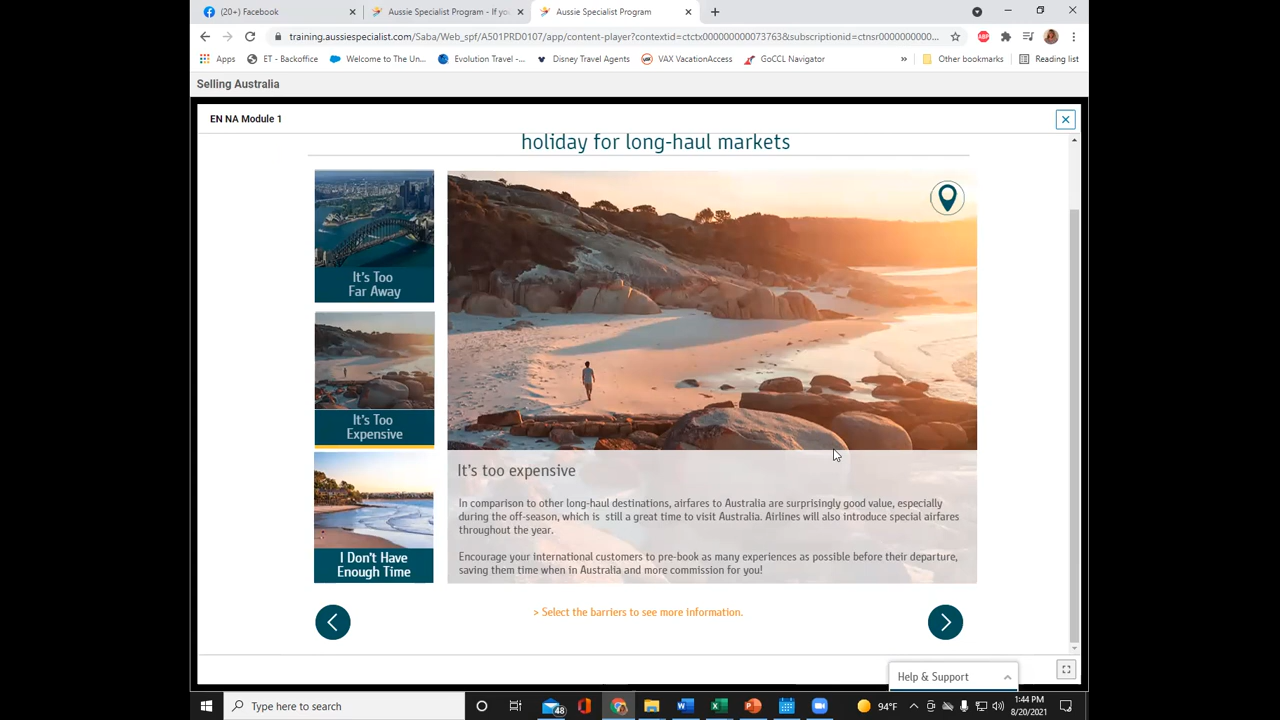 (20+) Facebook
Aussie Specialist Program - If yo
Aussie Specialist Program
training.aussiespecialist.com/Saba/Web_spf/A501PRD0107/app/content-player?contextid=ctctx000000000073763&subscriptionid=ctnsr0000000000...
Apps
ET - Backoffice
Welcome to The Un...
Evolution Travel -...
Disney Travel Agents
VAX VacationAccess
GoCCL Navigator
»
Other bookmarks
Reading list
Selling Australia
EN NA Module 1
holiday for long-haul markets
It's Too
Far Away
It's Too
Expensive
I Don't Have
Enough Time
It's too expensive
In comparison to other long-haul destinations, airfares to Australia are surprisingly good value, especially
during the off-season, which is still a great time to visit Australia. Airlines will also introduce special airfares
throughout the year.
Encourage your international customers to pre-book as many experiences as possible before their departure,
saving them time when in Australia and more commission for you!
> Select the barriers to see more information.
Help & Support
Type here to search
48
94°F
1:44 PM
8/20/2021